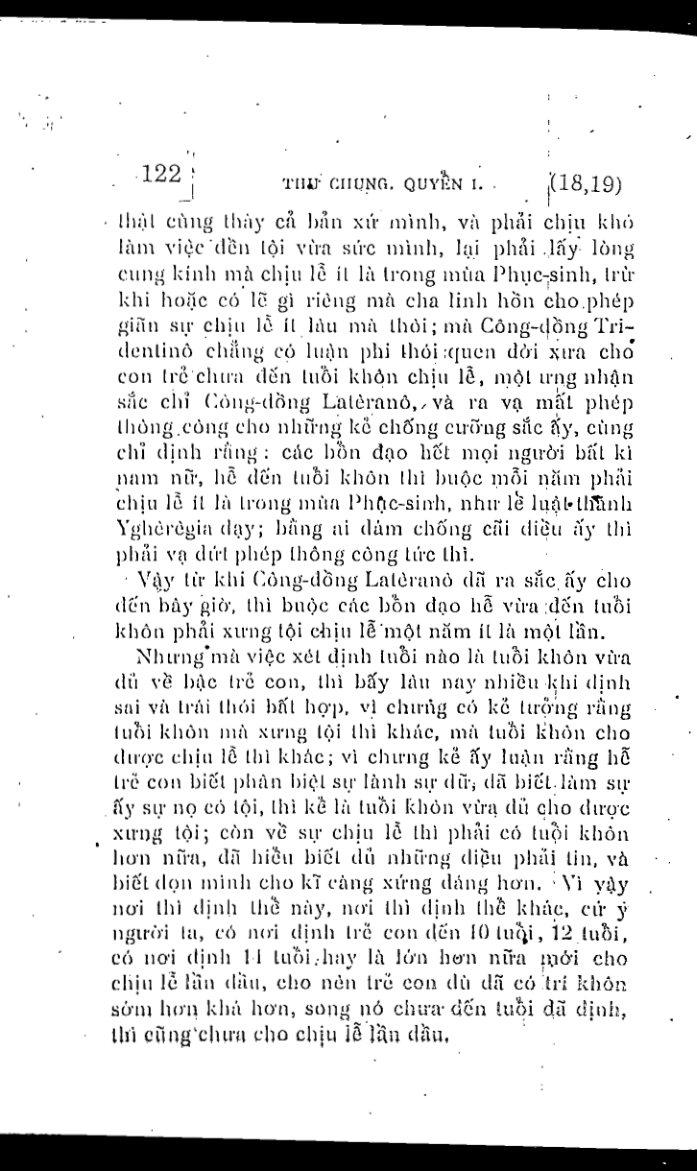 122 THƯ CHUNG. QUYỀN I. (18,19)
thật cùng thày cả bản xứ mình, và phải chịu khó
làm việc đền tội vừa sức mình, lại phải lấy lòng
cung kính mà chịu lễ ít là trong mùa Phục-sinh, trừ
khi hoặc có lẽ gì riêng mà cha linh hồn cho phép
giãn sự chịu lễ ít lâu mà thôi; mà Công-đồng Tri-
dentinô chẳng có luận phi thói quen đời xưa cho
con trẻ chưa đến tuổi khôn chịu lễ, một ưng nhận
sắc chỉ Công-đồng Latêranô, và ra vạ mất phép
thông công cho những kẻ chống cưỡng sắc ấy, cùng
chỉ định rằng: các bổn đạo hết mọi người bất kì
nam nữ, hễ đến tuổi khôn thì buộc mỗi năm phải
chịu lễ ít là trong mùa Phục-sinh, như lề luật thánh
Yghêrêgia dạy; bằng ai dám chống cãi điều ấy thì
phải vạ dứt phép thông công tức thì.
Vậy từ khi Công-đồng Latêranô đã ra sắc ấy cho
đến bây giờ, thì buộc các bổn đạo hễ vừa đến tuổi
khôn phải xưng tội chịu lễ một năm ít là một lần.
Nhưng mà việc xét định tuổi nào là tuổi khôn vừa
đủ về bậc trẻ con, thì bấy lâu nay nhiều khi định
sai và trái thói bất hợp, vì chưng có kẻ tưởng rằng
tuổi khôn mà xưng tội thì khác, mà tuổi khôn cho
được chịu lễ thì khác; vì chưng kẻ ấy luận rằng hễ
trẻ con biết phân biệt sự lành sự dữ, đã biết làm sự
ấy sự nọ có tội, thì kể là tuổi khôn vừa đủ cho được
xưng tội; còn về sự chịu lễ thì phải có tuổi khôn
hơn nữa, đã hiểu biết đủ những điều phải tin, và
biết dọn mình cho kĩ càng xứng đáng hơn. Vì vậy
nơi thì định thể này, nơi thì định thể khác, cứ ý
người ta, có nơi định trẻ con đến 10 tuổi, 12 tuổi,
có nơi định 14 tuổi hay là lớn hơn nữa mới cho
chịu lễ lần đầu, cho nên trẻ con dù đã có trí khôn
sớm hơn khá hơn, song nó chưa đến tuổi đã định,
thì cũng chưa cho chịu lễ lần đầu.